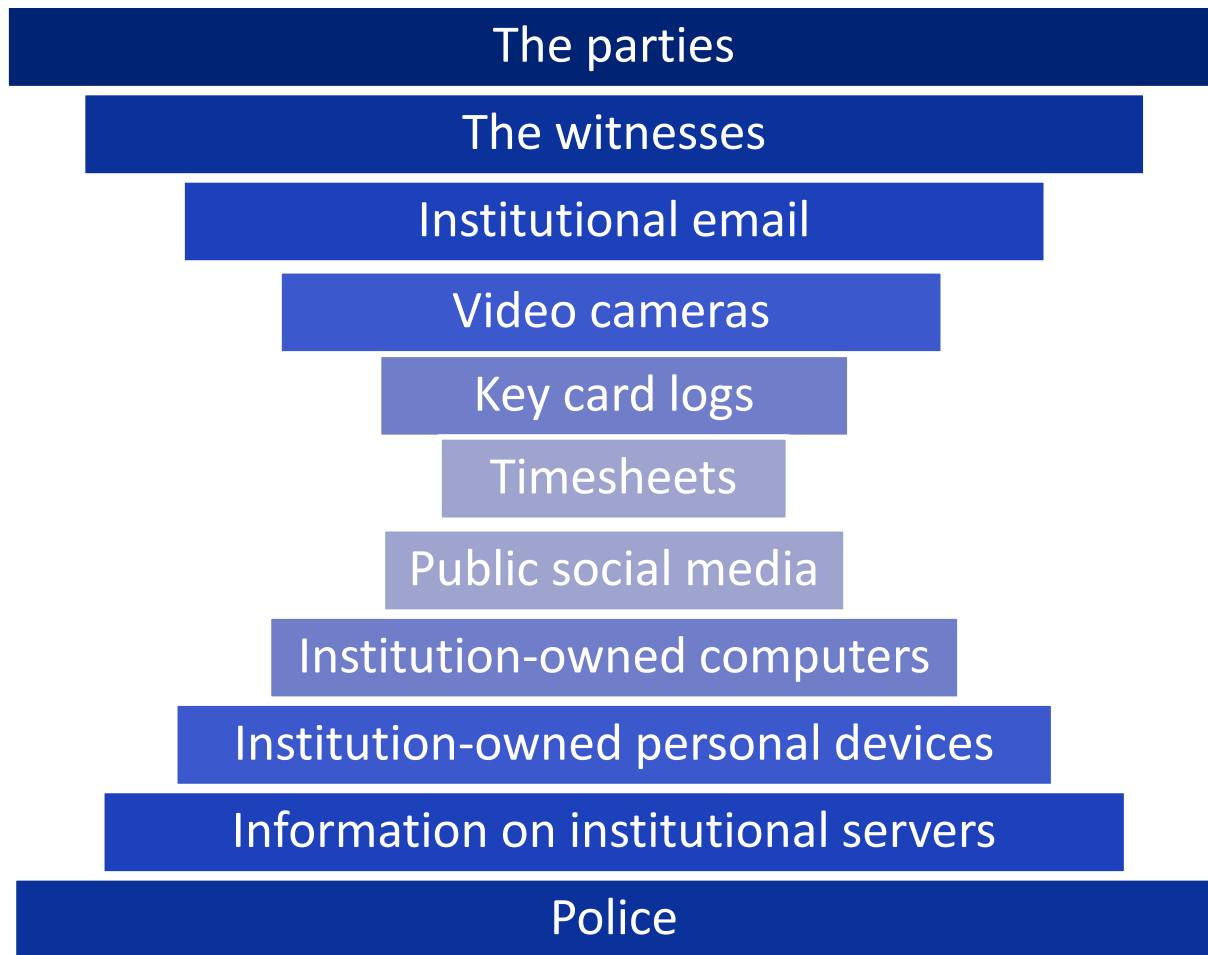 The parties
The witnesses
Institutional email
Video cameras
Key card logs
Timesheets
Public social media
Institution-owned computers
Institution-owned personal devices
Information on institutional servers
Police